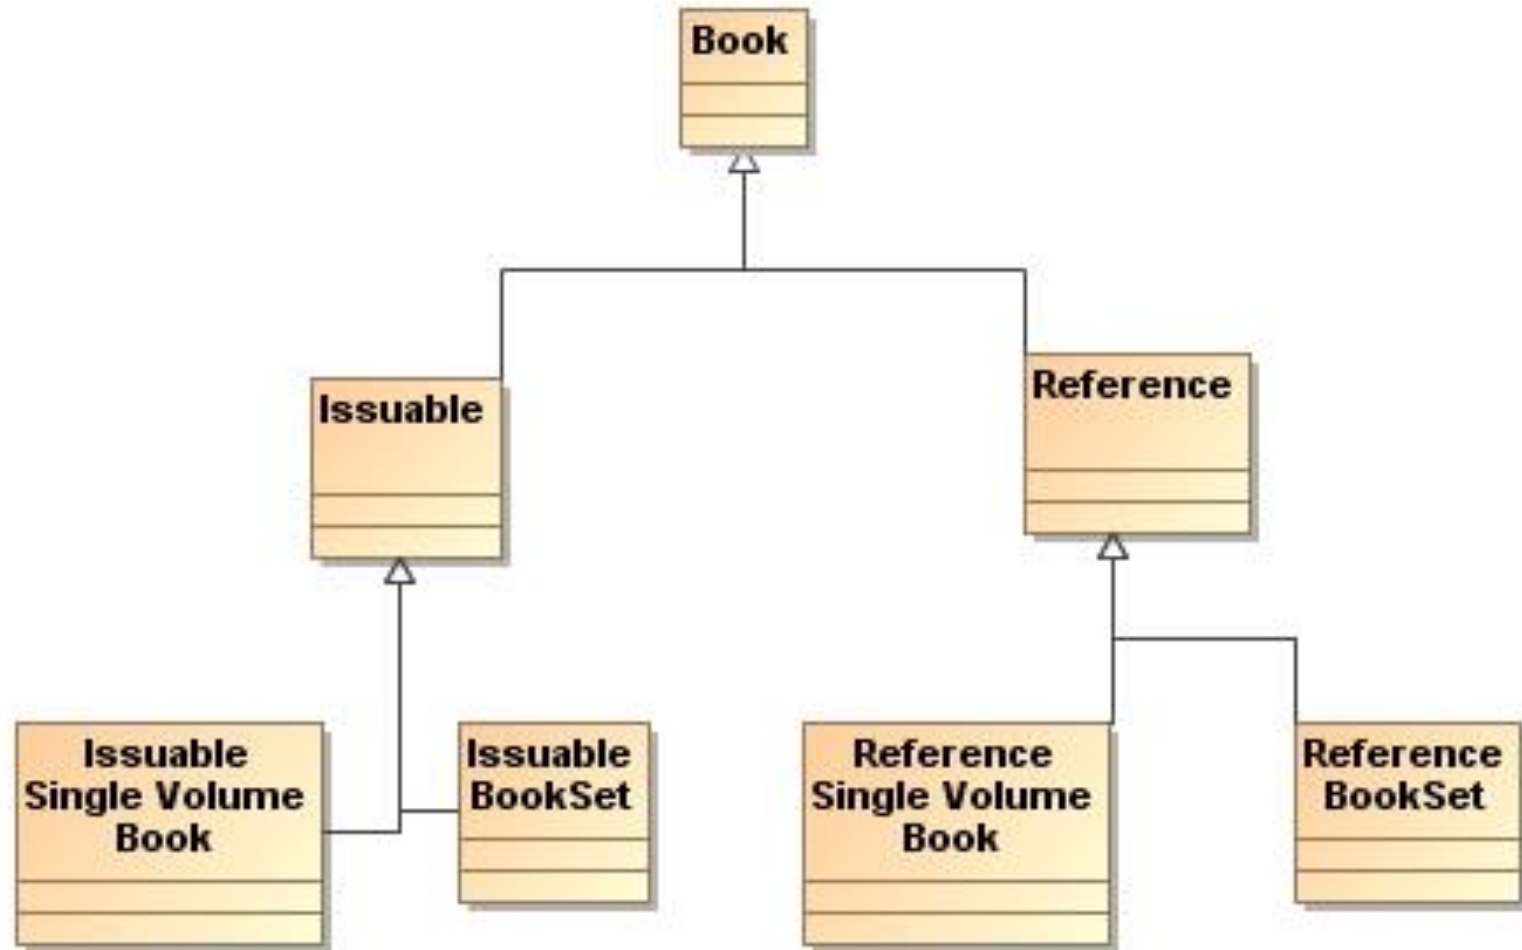 Book
Issuable
Reference
Issuable
Single Volume
Book
Issuable
BookSet
Reference
Single Volume
Book
Reference
BookSet